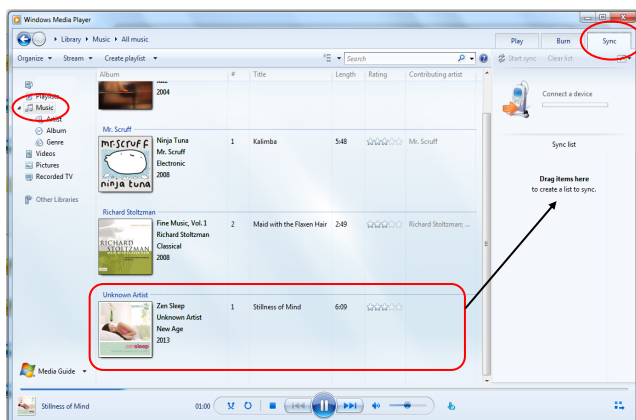 Windows Media Player
Library ▸ Music ▸ All music
Play Burn Sync
Organize Stream Create playlist
Search
Start sync Clear list
Album # Title Length Rating Contributing artist
Jazz
2004
Playlists
Music
Artist
Album
Genre
Videos
Pictures
Recorded TV
Other Libraries
Mr. Scruff
MR.SCRUFF
ninja tuna
Ninja Tuna
Mr. Scruff
Electronic
2008
1 Kalimba 5:48 Mr. Scruff
Richard Stoltzman
RICHARD
STOLTZMAN
Fine Music, Vol. 1
Richard Stoltzman
Classical
2008
2 Maid with the Flaxen Hair 2:49 Richard Stoltzman; ...
Unknown Artist
zensleep
Zen Sleep
Unknown Artist
New Age
2013
1 Stillness of Mind 6:09
Connect a device
Sync list
Drag items here
to create a list to sync.
Media Guide
Stillness of Mind
01:00